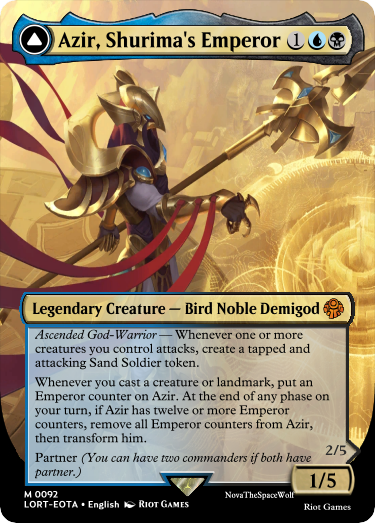 Azir, Shurima's Emperor 1
Legendary Creature — Bird Noble Demigod
Ascended God-Warrior — Whenever one or
more creatures you control attacks, create a tapped and
attacking Sand Soldier token.
Whenever you cast a creature or landmark, put an
Emperor counter on Azir. At the end of any phase on
your turn, if Azir has twelve or more Emperor
counters, remove all Emperor counters from Azir,
then transform him.
Partner (You can have two commanders if both have
partner.)
2/5
1/5
M 0092
LORT-EOTA • English Riot Games
NovaTheSpaceWolf
Riot Games